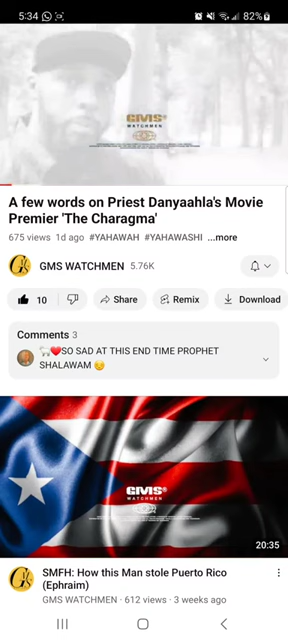 5:34
82%
GMS
WATCHMEN
A few words on Priest Danyaahla's Movie
Premier 'The Charagma'
675 views 1d ago #YAHAWAH #YAHAWASHI ...more
GMS WATCHMEN 5.76K
10 Share Remix Download
Comments 3
SO SAD AT THIS END TIME PROPHET
SHALAWAM
GMS
WATCHMEN
20:35
SMFH: How this Man stole Puerto Rico
(Ephraim)
GMS WATCHMEN · 612 views · 3 weeks ago